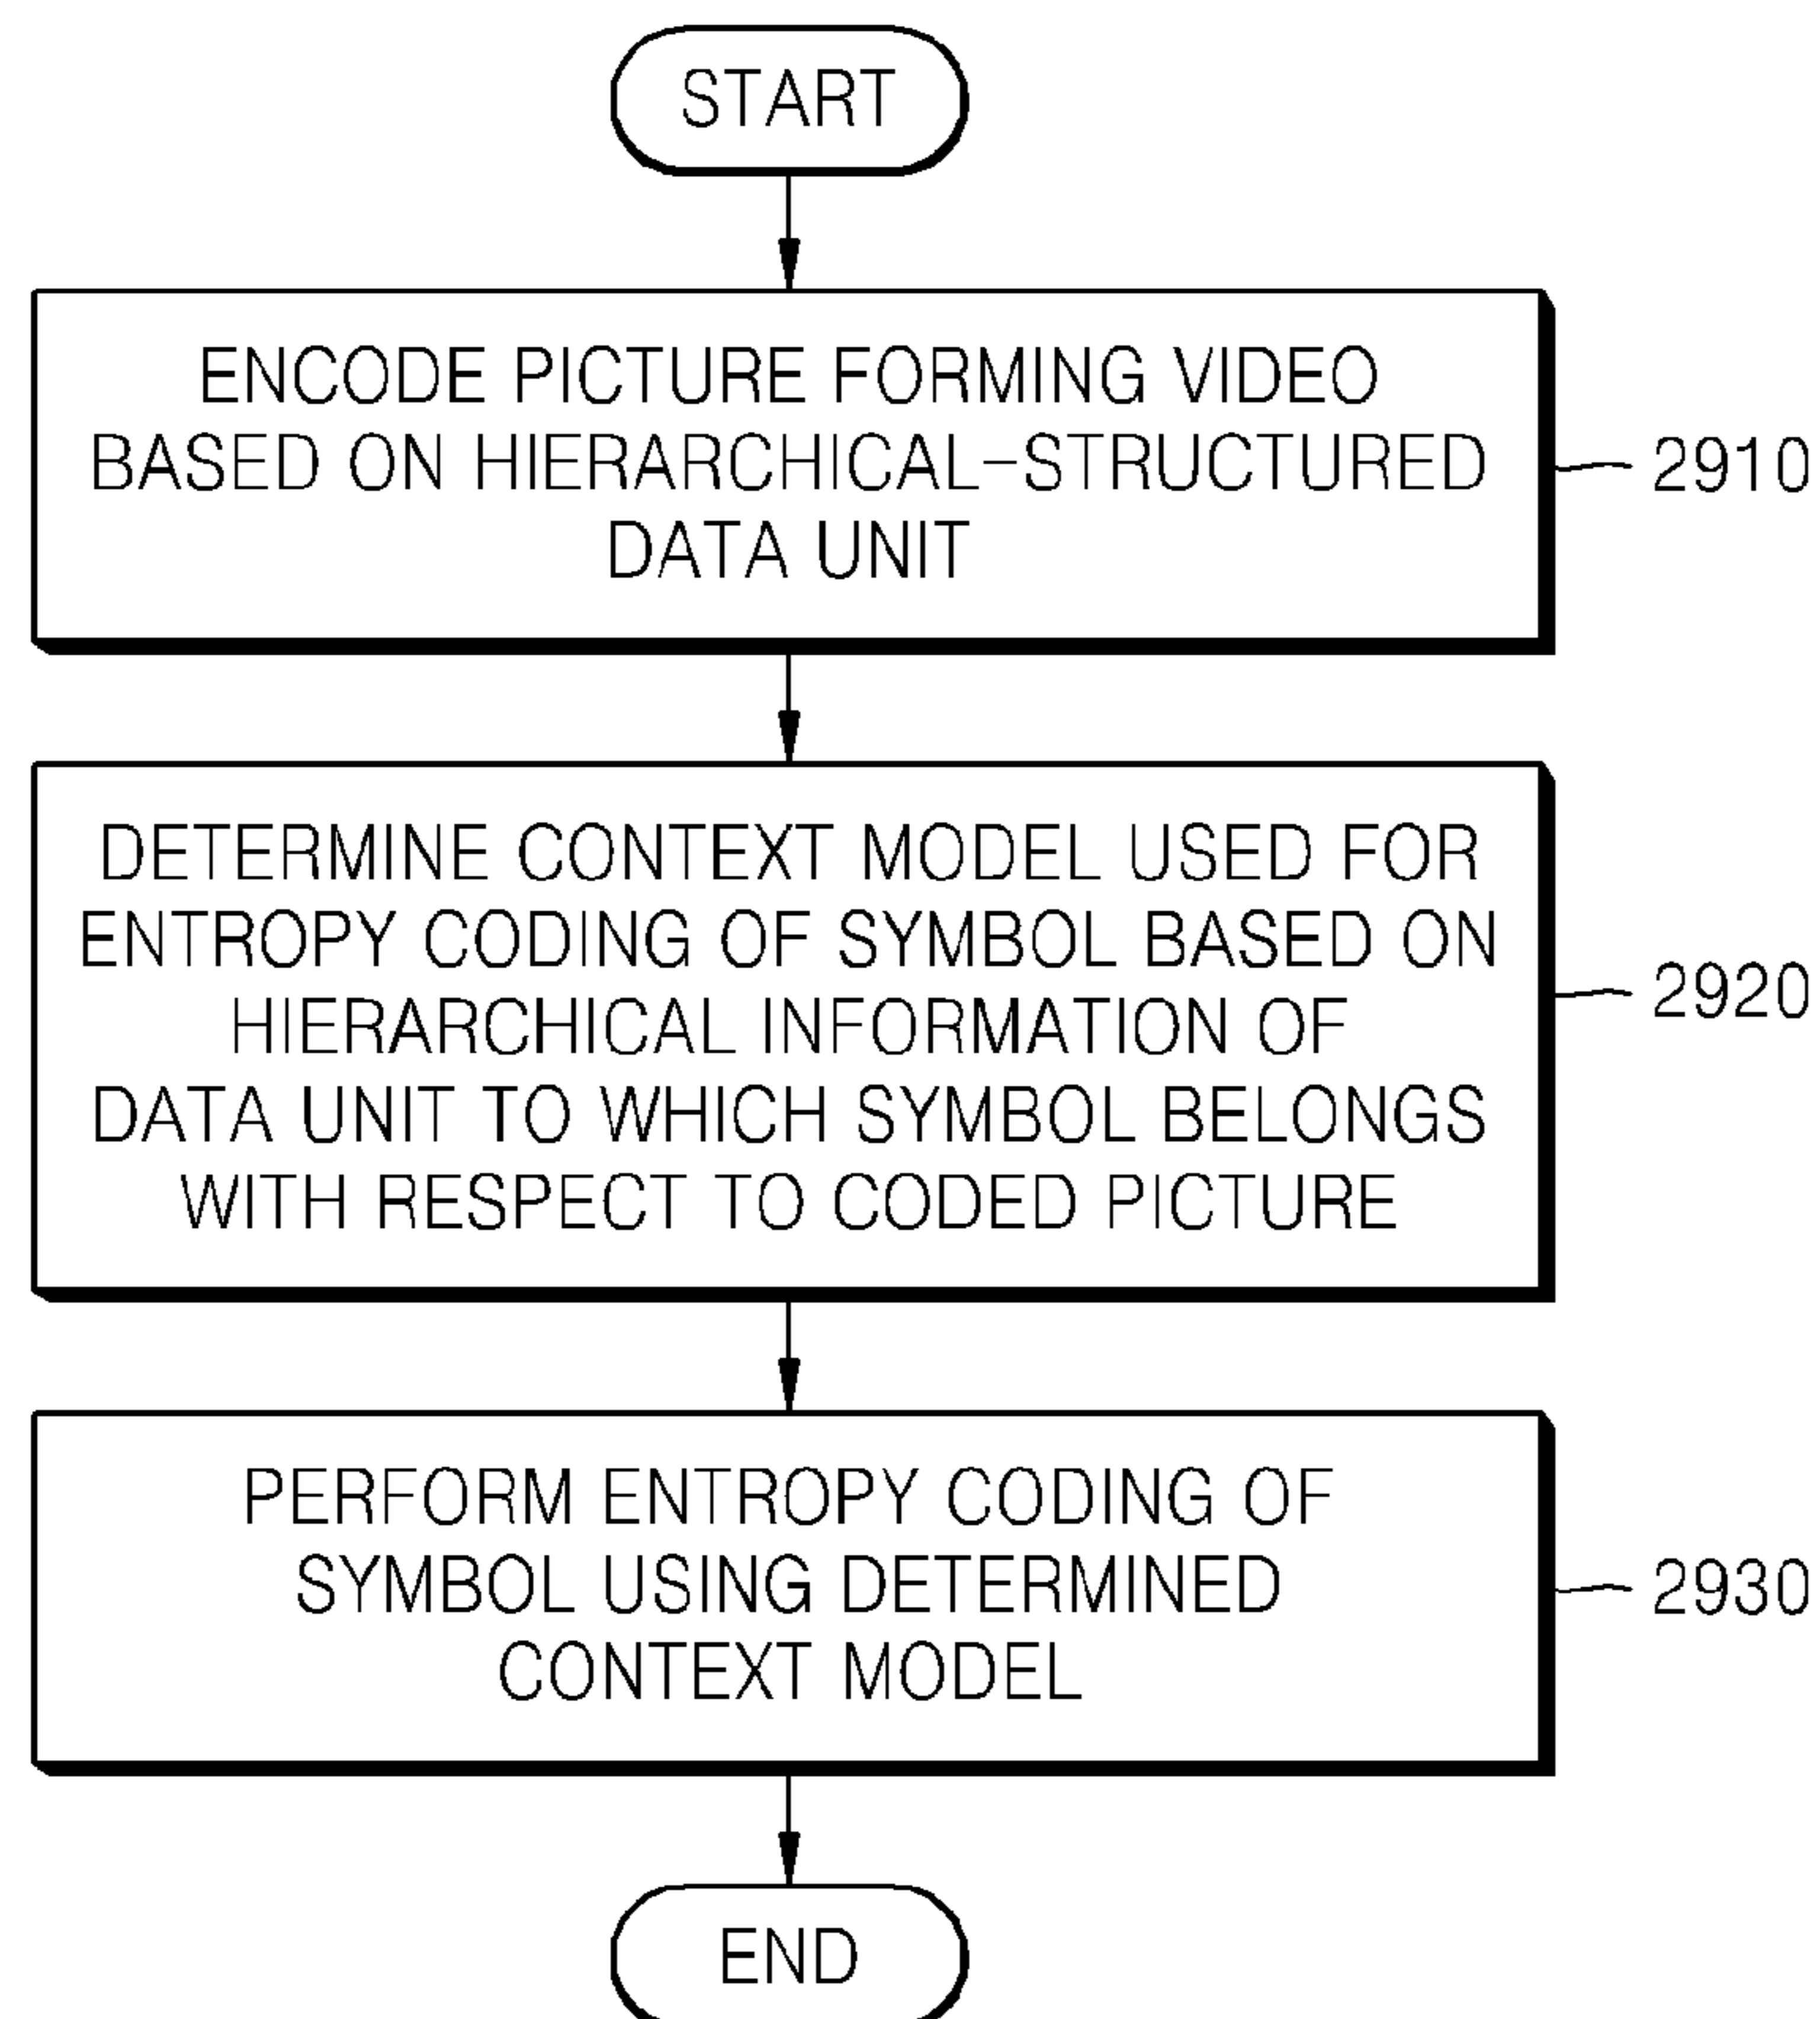 START
ENCODE PICTURE FORMING VIDEO
BASED ON HIERARCHICAL-STRUCTURED
DATA UNIT
2910
DETERMINE CONTEXT MODEL USED FOR
ENTROPY CODING OF SYMBOL BASED ON
HIERARCHICAL INFORMATION OF
DATA UNIT TO WHICH SYMBOL BELONGS
WITH RESPECT TO CODED PICTURE
2920
PERFORM ENTROPY CODING OF
SYMBOL USING DETERMINED
CONTEXT MODEL
2930
END